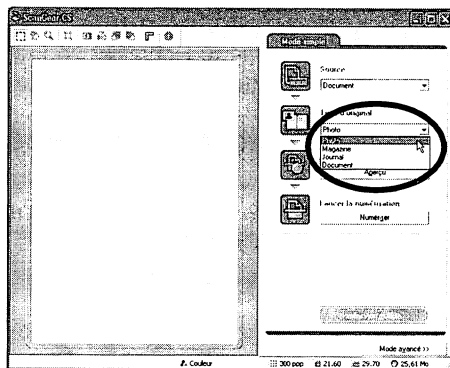 ScanGear CS
Mode simple
Source
Document
original
Photo
Photo
Magazine
Journal
Document
Aperçu
Lancer la numérisation
Numériser
Mode avancé >>
Couleur
300 ppp
21.60
29.70
25,61 Mo